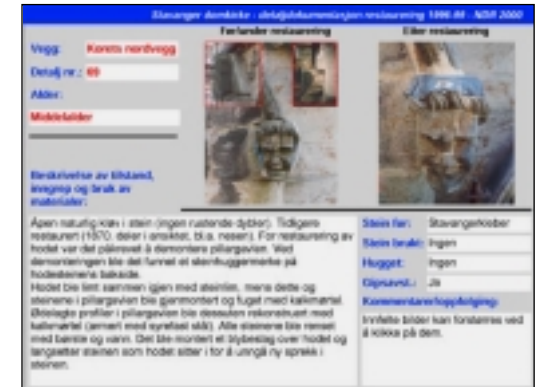 Stavanger domkirke - detaljdokumentasjon restaurering 1998-99 - NDR 2000
Før/under restaurering
Etter restaurering
Vegg: Korets nordvegg
Detalj nr.: 69
Alder:
Middelalder
Beskrivelse av tilstand,
inngrep og bruk av
materialer:
Åpen naturlig kløv i stein (ingen rustende dybler). Tidligere
restaurert (1870, deler i ansiktet, bl.a. nesen). For restaurering av
hodet var det påkrevet å demontere pillargavlen. Ved
demonteringen ble det funnet et steinhuggermerke på
hodesteinens bakside.
Hodet ble limt sammen igjen med steinlim, mens dette og
steinene i pillargavlen ble gjenmontert og fuget med kalkmørtel.
Ødelagte profiler i pillargavlen ble dessuten rekonstruert med
kalkmørtel (armert med syrefast stål). Alle steinene ble renset
med børste og vann. Det ble montert et blybeslag over hodet og
langsetter steinen som hodet sitter i for å unngå ny sprekk i
steinen.
Stein før: Stavangerkleber
Stein brukt: Ingen
Hugget: Ingen
Gipsavst.: Ja
Kommentarer/oppfølging:
Innfelte bilder kan forstørres ved
å klikke på dem.